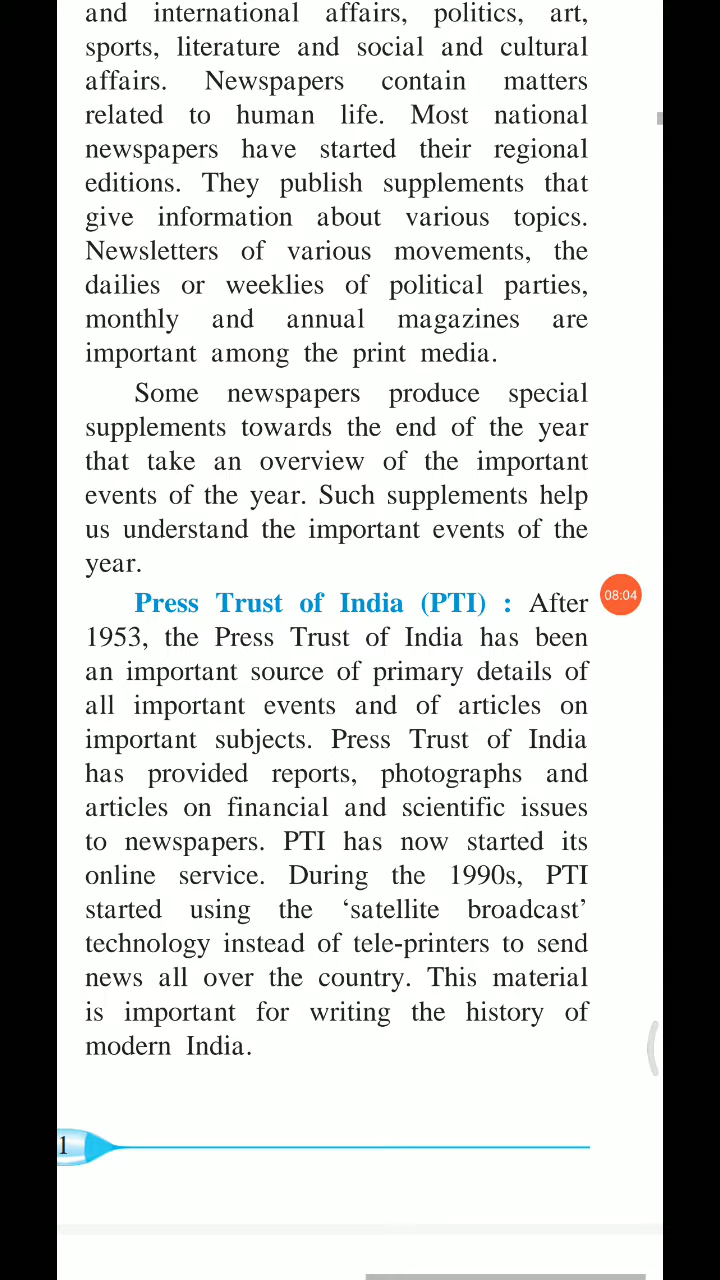 and international affairs, politics, art,
sports, literature and social and cultural
affairs. Newspapers contain matters
related to human life. Most national
newspapers have started their regional
editions. They publish supplements that
give information about various topics.
Newsletters of various movements, the
dailies or weeklies of political parties,
monthly and annual magazines are
important among the print media.
Some newspapers produce special
supplements towards the end of the year
that take an overview of the important
events of the year. Such supplements help
us understand the important events of the
year.
Press Trust of India (PTI) : After
08:04
1953, the Press Trust of India has been
an important source of primary details of
all important events and of articles on
important subjects. Press Trust of India
has provided reports, photographs and
articles on financial and scientific issues
to newspapers. PTI has now started its
online service. During the 1990s, PTI
started using the ‘satellite broadcast’
technology instead of tele-printers to send
news all over the country. This material
is important for writing the history of
modern India.
1